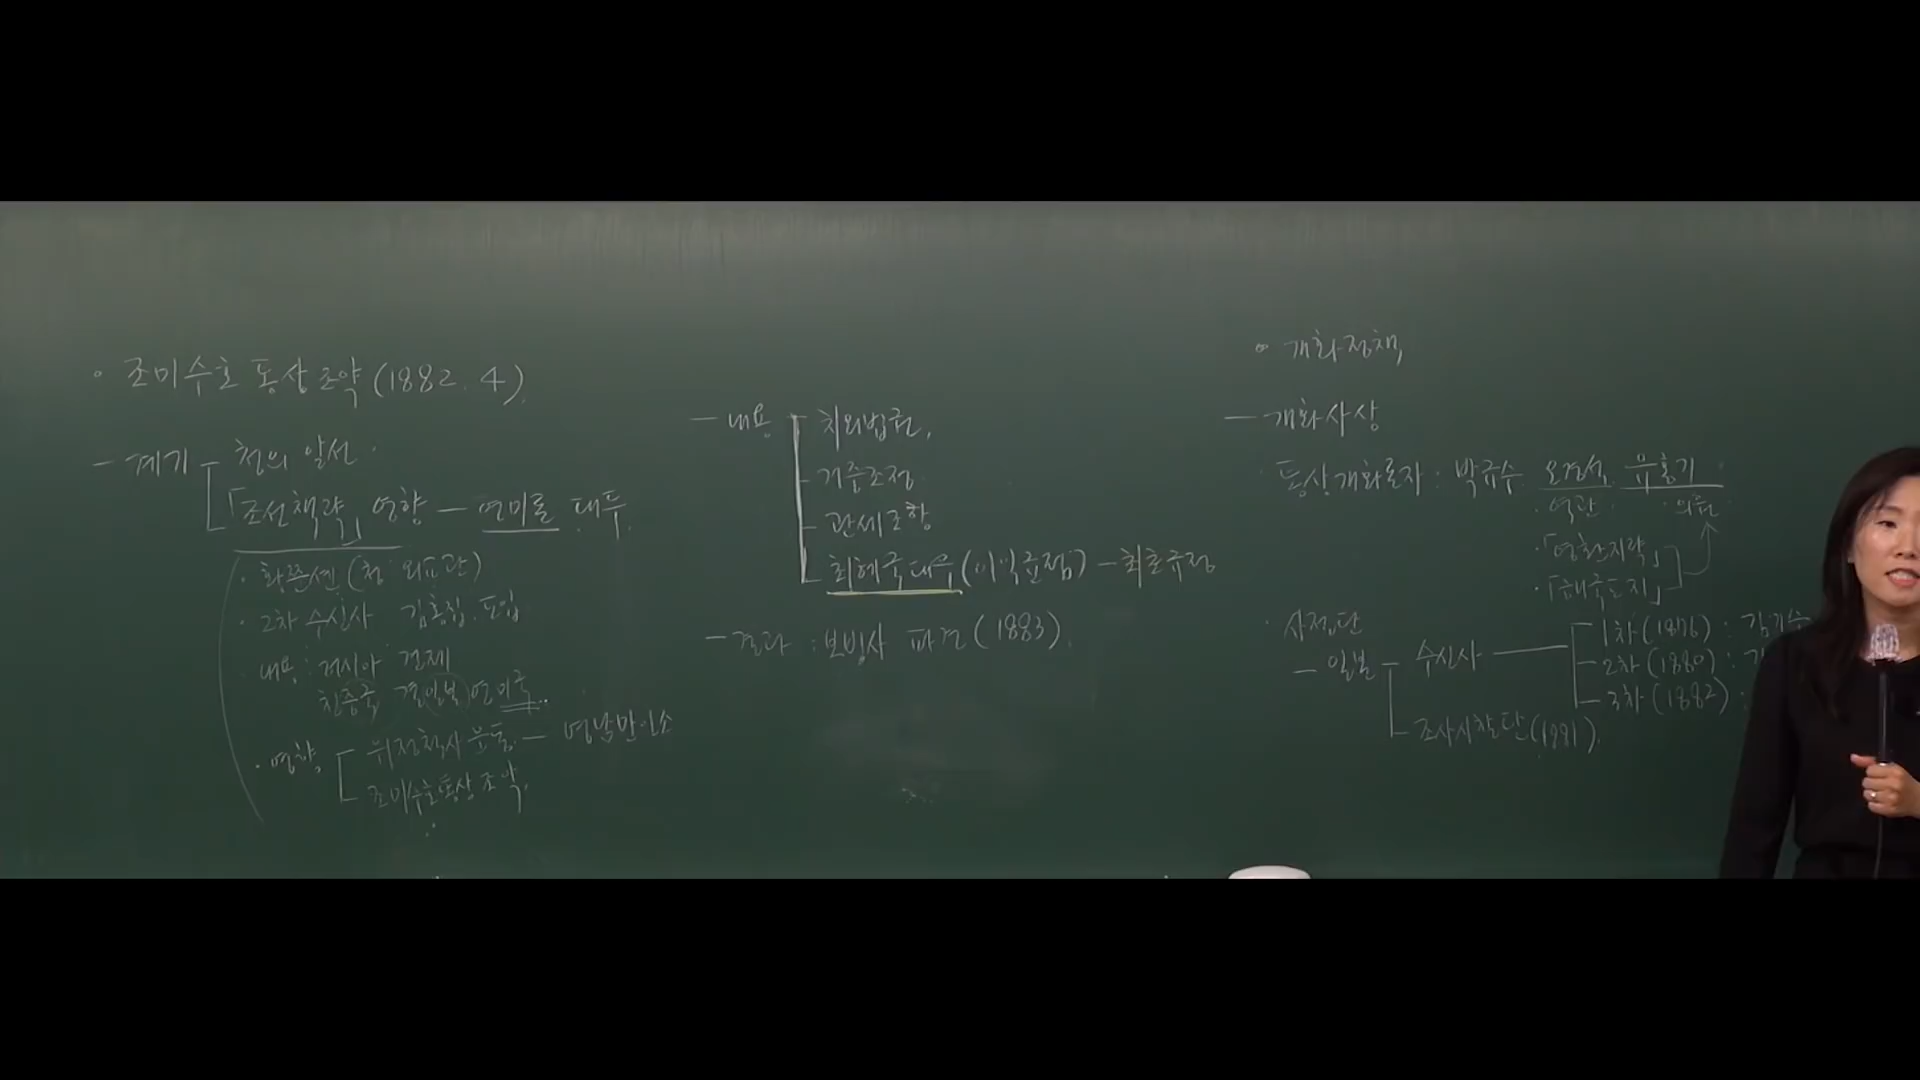 · 조미수호 통상조약 (1882. 4).
- 계기 청의 알선.
「조선책략」 영향 - 연미론 대두.
· 황쭌셴 (청 외교관)
· 2차 수신사 김홍집. 도입
· 내용: 러시아 견제
친중국 결일본 연미국..
· 영향, 위정척사 운동. - 영남만인소
조미수호통상 조약.
- 내용 치외법권,
거중조정
관세조항
최혜국대우 (이익균점) - 최초규정
- 결과 : 보빙사 파견 (1883).
· 개화정책,
- 개화사상
· 통상개화론자 : 박규수 오경석, 유홍기
역관 · 의관
·「영환지략」
·「해국도지」
· 사절단
- 일본 - 수신사 1차 (1876) : 김기수
2차 (1880) :
3차 (1882) :
조사시찰단 (1881).